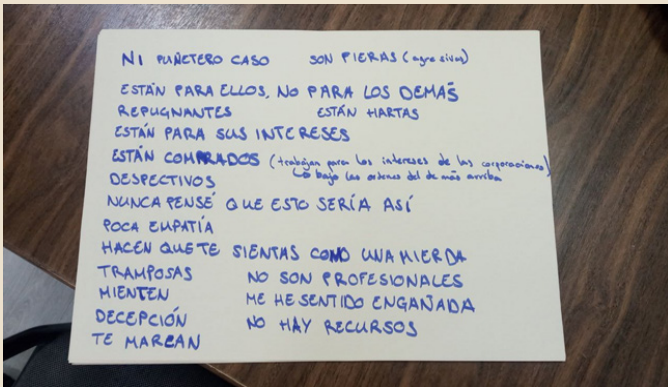 NI PUÑETERO CASO SON FIERAS (agresivas)
ESTÁN PARA ELLOS, NO PARA LOS DEMÁS
REPUGNANTES ESTÁN HARTAS
ESTÁN PARA SUS INTERESES
ESTÁN COMPRADOS (trabajan para los intereses de las corporaciones)
DESPECTIVOS ↳ bajo las ordenes del de más arriba
NUNCA PENSÉ QUE ESTO SERÍA ASÍ
POCA EMPATÍA
HACEN QUE TE SIENTAS COMO UNA MIERDA
TRAMPOSAS NO SON PROFESIONALES
MIENTEN ME HE SENTIDO ENGAÑADA
DECEPCIÓN NO HAY RECURSOS
TE MARCAN